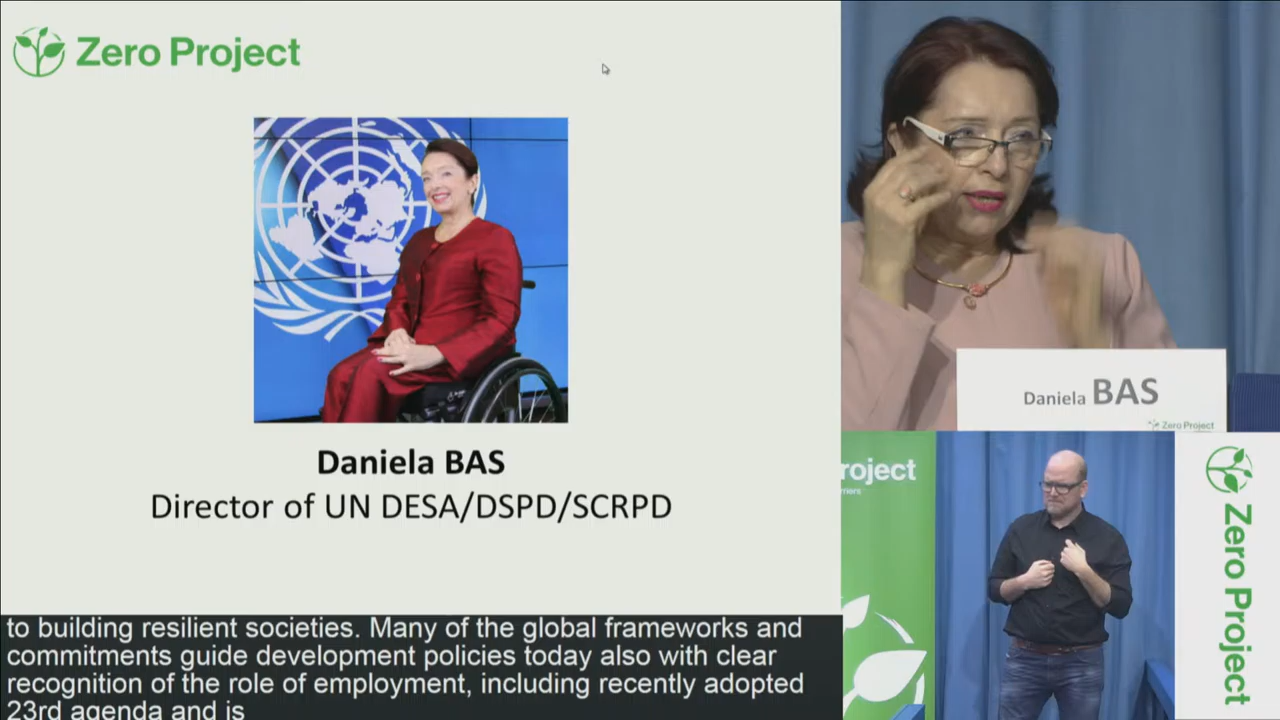 Zero Project
Daniela BAS
Director of UN DESA/DSPD/SCRPD
to building resilient societies. Many of the global frameworks and
commitments guide development policies today also with clear
recognition of the role of employment, including recently adopted
23rd agenda and is
Daniela BAS
Zero Project
roject
rriers
Zero Project